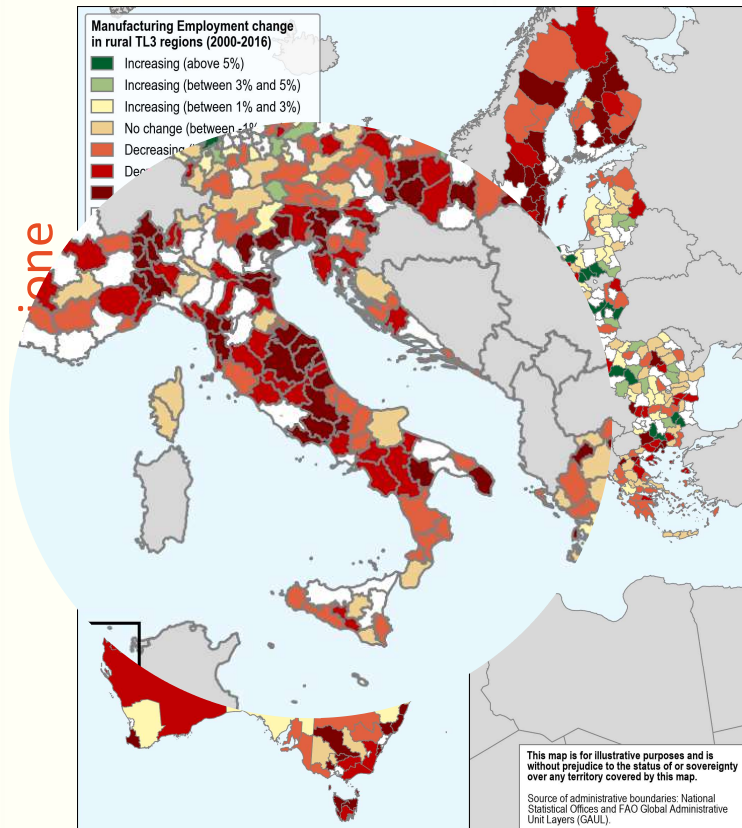 Manufacturing Employment change
in rural TL3 regions (2000-2016)
Increasing (above 5%)
Increasing (between 3% and 5%)
Increasing (between 1% and 3%)
No change (between -1%
Decreasing
ione
This map is for illustrative purposes and is
without prejudice to the status of or sovereignty
over any territory covered by this map.
Source of administrative boundaries: National
Statistical Offices and FAO Global Administrative
Unit Layers (GAUL).